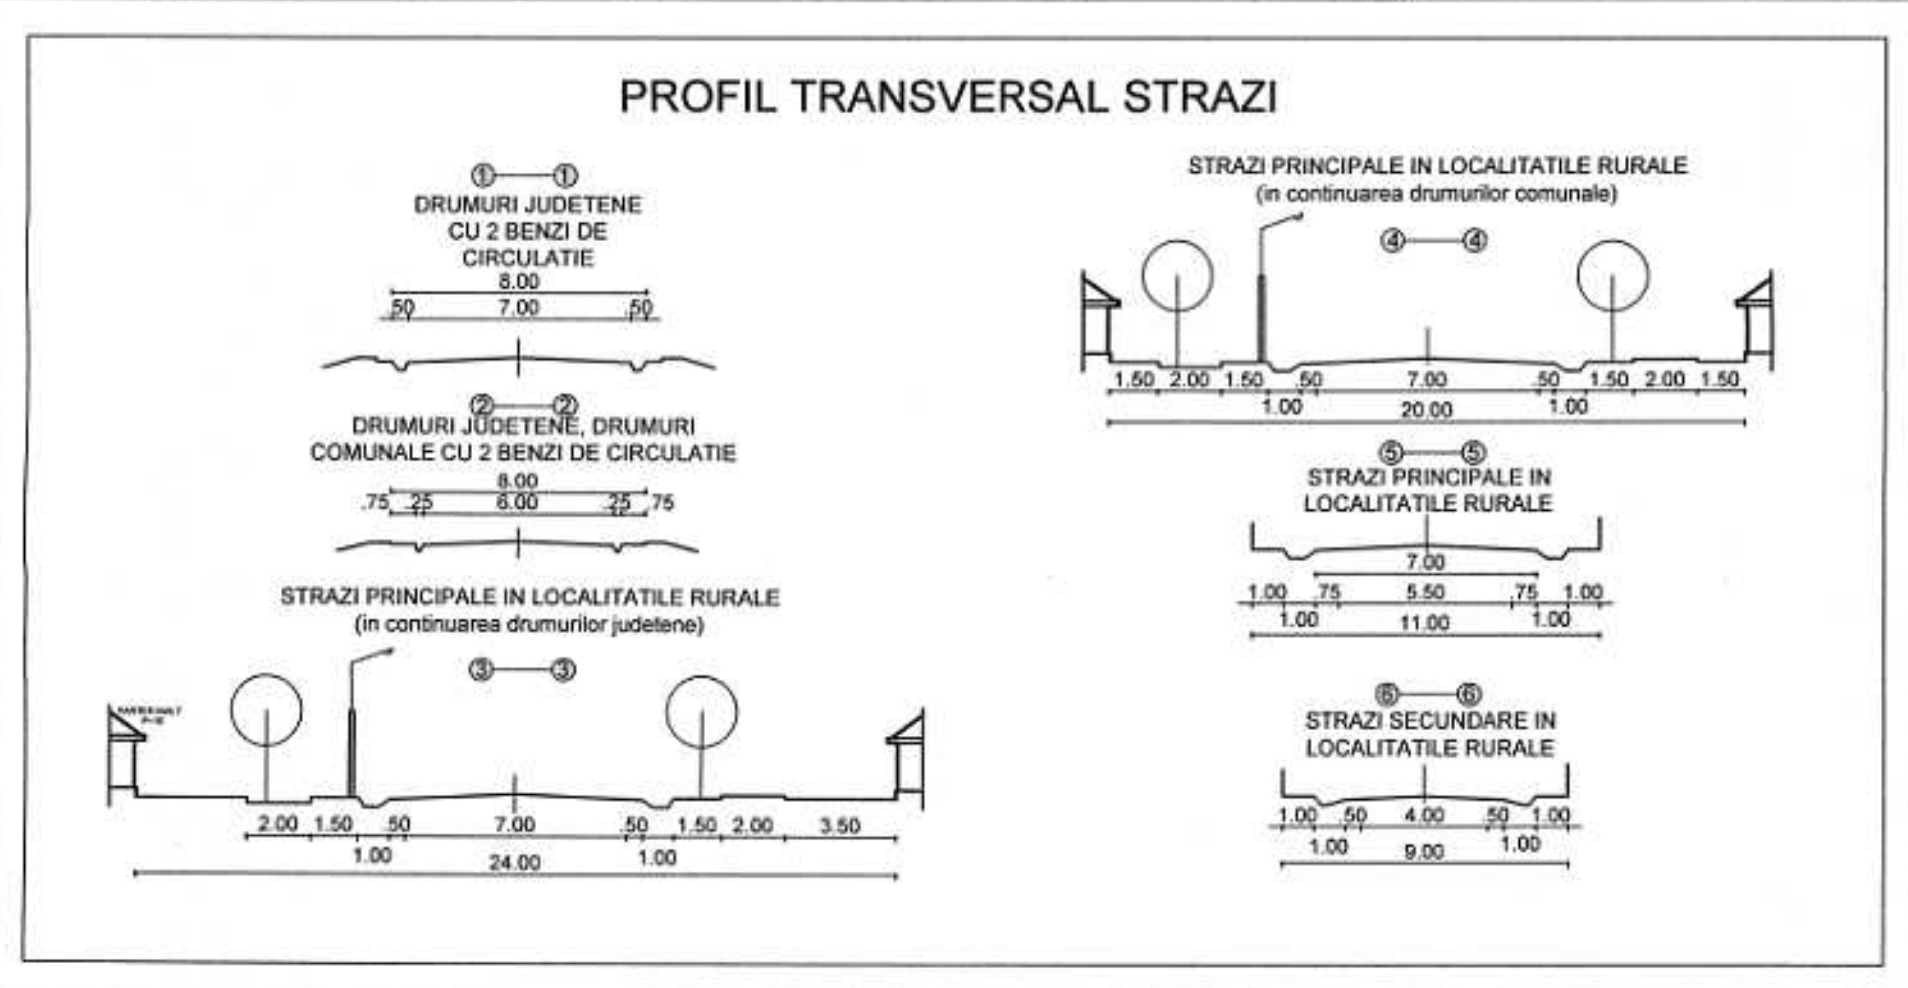 PROFIL TRANSVERSAL STRAZI
① ①
DRUMURI JUDETENE
CU 2 BENZI DE
CIRCULATIE
8.00
.50 7.00 .50
② ②
DRUMURI JUDETENE, DRUMURI
COMUNALE CU 2 BENZI DE CIRCULATIE
8.00
.75 .25 6.00 .25 .75
STRAZI PRINCIPALE IN LOCALITATILE RURALE
(in continuarea drumurilor judetene)
③ ③
2.00 1.50 .50 7.00 .50 1.50 2.00 3.50
1.00 24.00 1.00
STRAZI PRINCIPALE IN LOCALITATILE RURALE
(in continuarea drumurilor comunale)
④ ④
1.50 2.00 1.50 .50 7.00 .50 1.50 2.00 1.50
1.00 20.00 1.00
⑤ ⑤
STRAZI PRINCIPALE IN
LOCALITATILE RURALE
7.00
1.00 .75 5.50 .75 1.00
1.00 11.00 1.00
⑥ ⑥
STRAZI SECUNDARE IN
LOCALITATILE RURALE
1.00 .50 4.00 .50 1.00
1.00 9.00 1.00